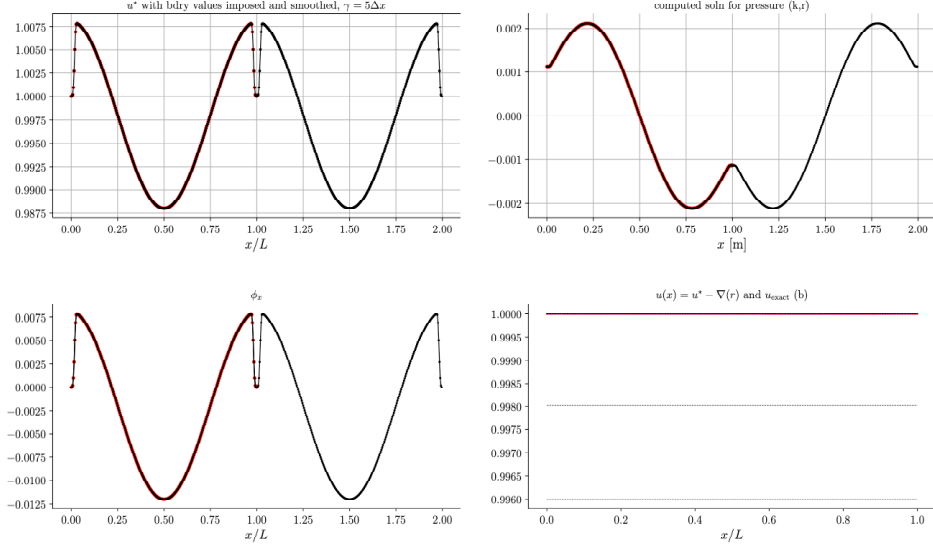 u* with bdry values imposed and smoothed, γ = 5Δx
1.0075
1.0050
1.0025
1.0000
0.9975
0.9950
0.9925
0.9900
0.9875
0.00 0.25 0.50 0.75 1.00 1.25 1.50 1.75 2.00
x/L
computed soln for pressure (k,r)
0.002
0.001
0.000
−0.001
−0.002
0.00 0.25 0.50 0.75 1.00 1.25 1.50 1.75 2.00
x [m]
ϕₓ
0.0075
0.0050
0.0025
0.0000
−0.0025
−0.0050
−0.0075
−0.0100
−0.0125
0.00 0.25 0.50 0.75 1.00 1.25 1.50 1.75 2.00
x/L
u(x) = u* − ∇(r) and u_exact (b)
1.0000
0.9995
0.9990
0.9985
0.9980
0.9975
0.9970
0.9965
0.9960
0.0 0.2 0.4 0.6 0.8 1.0
x/L